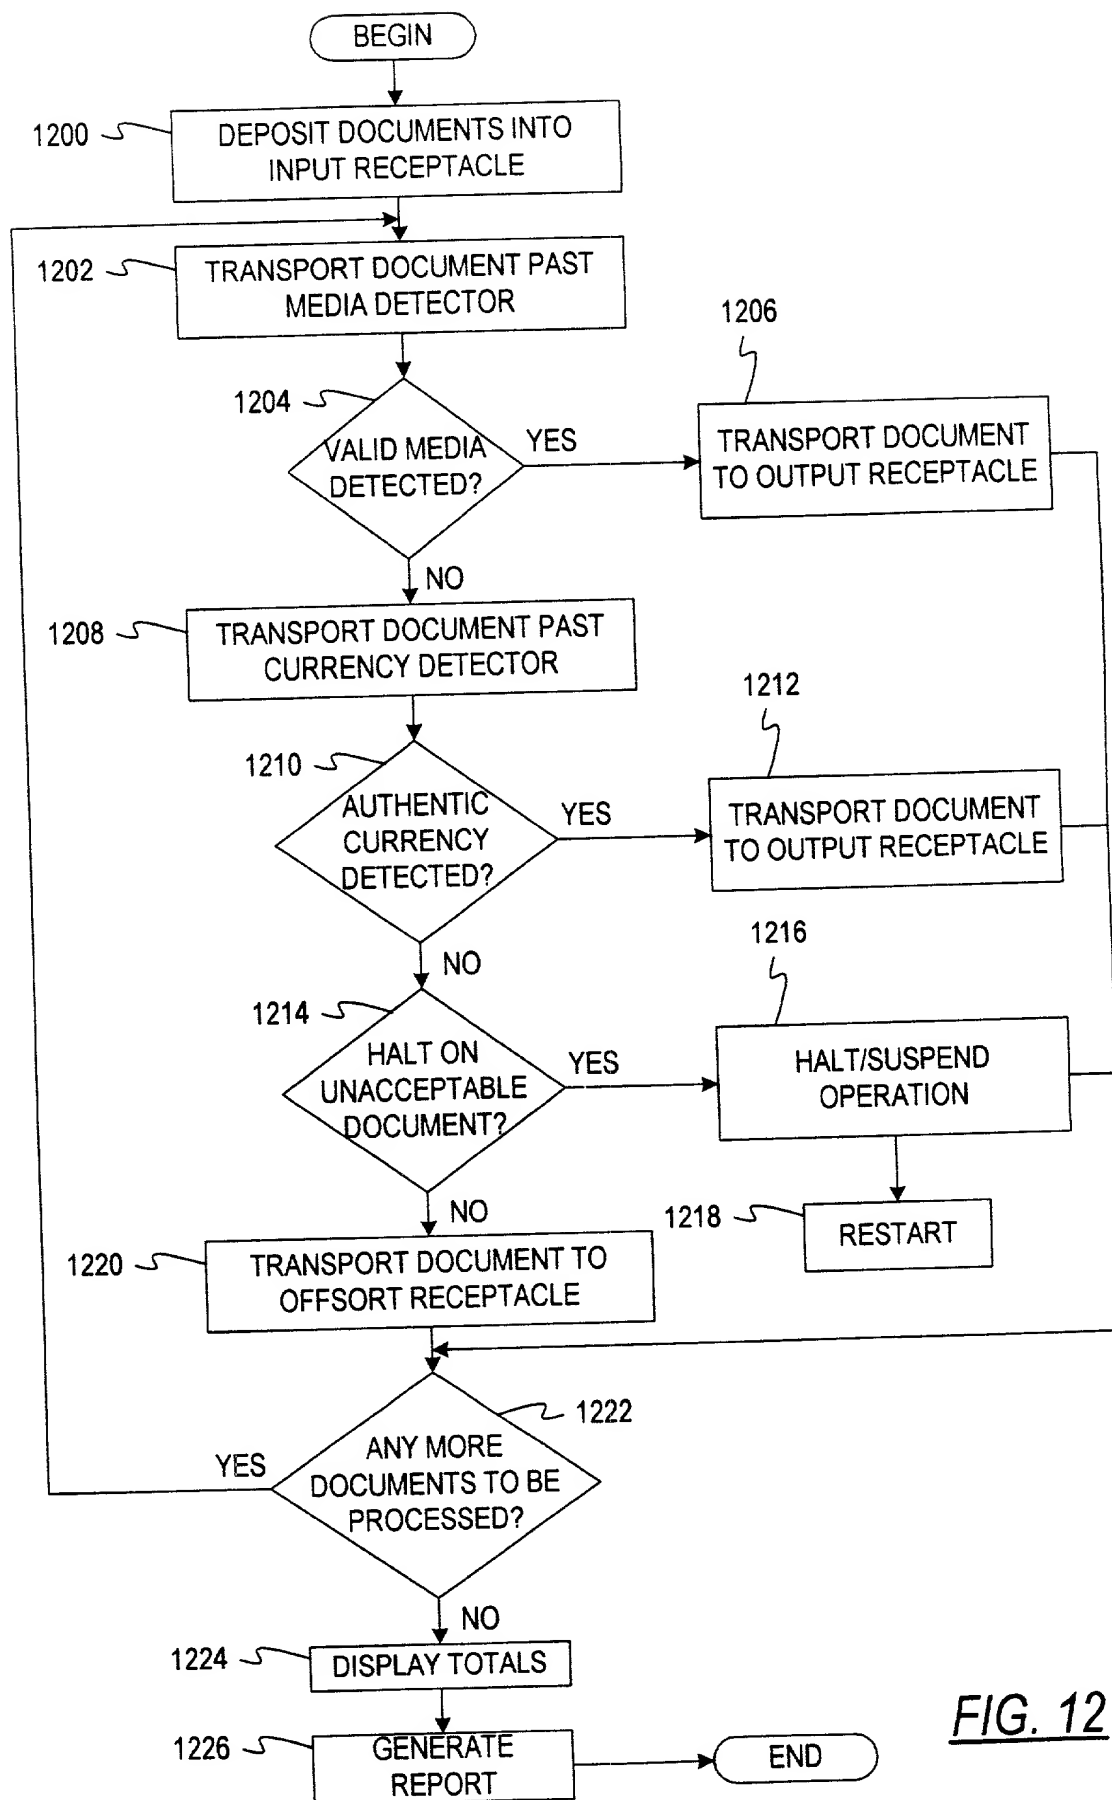 BEGIN
1200
DEPOSIT DOCUMENTS INTO
INPUT RECEPTACLE
1202
TRANSPORT DOCUMENT PAST
MEDIA DETECTOR
1204
VALID MEDIA
DETECTED?
YES
1206
TRANSPORT DOCUMENT
TO OUTPUT RECEPTACLE
NO
1208
TRANSPORT DOCUMENT PAST
CURRENCY DETECTOR
1210
AUTHENTIC
CURRENCY
DETECTED?
YES
1212
TRANSPORT DOCUMENT
TO OUTPUT RECEPTACLE
NO
1214
HALT ON
UNACCEPTABLE
DOCUMENT?
YES
1216
HALT/SUSPEND
OPERATION
1218
RESTART
NO
1220
TRANSPORT DOCUMENT TO
OFFSORT RECEPTACLE
1222
ANY MORE
DOCUMENTS TO BE
PROCESSED?
YES
NO
1224
DISPLAY TOTALS
1226
GENERATE
REPORT
END
FIG. 12